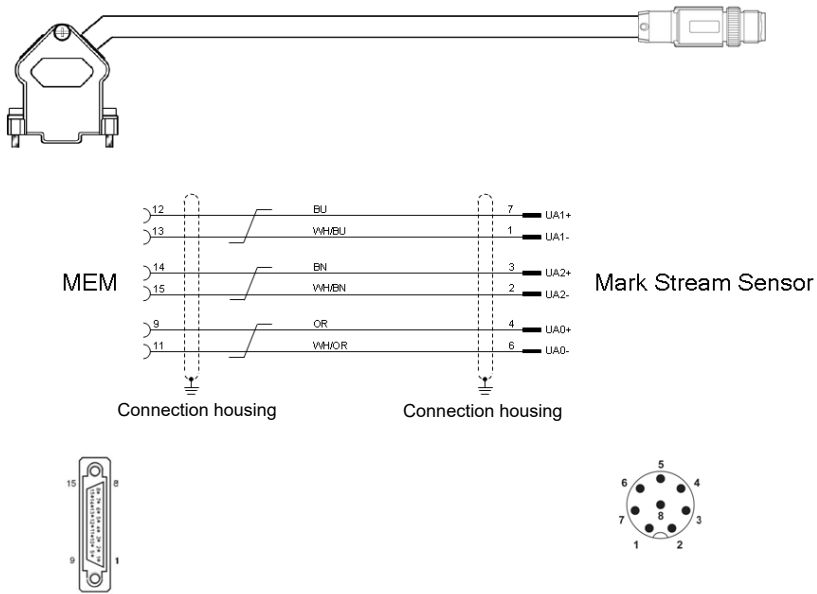 12 BU 7 UA1+
13 WH/BU 1 UA1-
14 BN 3 UA2+
MEM Mark Stream Sensor
15 WH/BN 2 UA2-
9 OR 4 UA0+
11 WH/OR 6 UA0-
Connection housing Connection housing
15 8
9 1
5
6 4
8
7 3
1 2